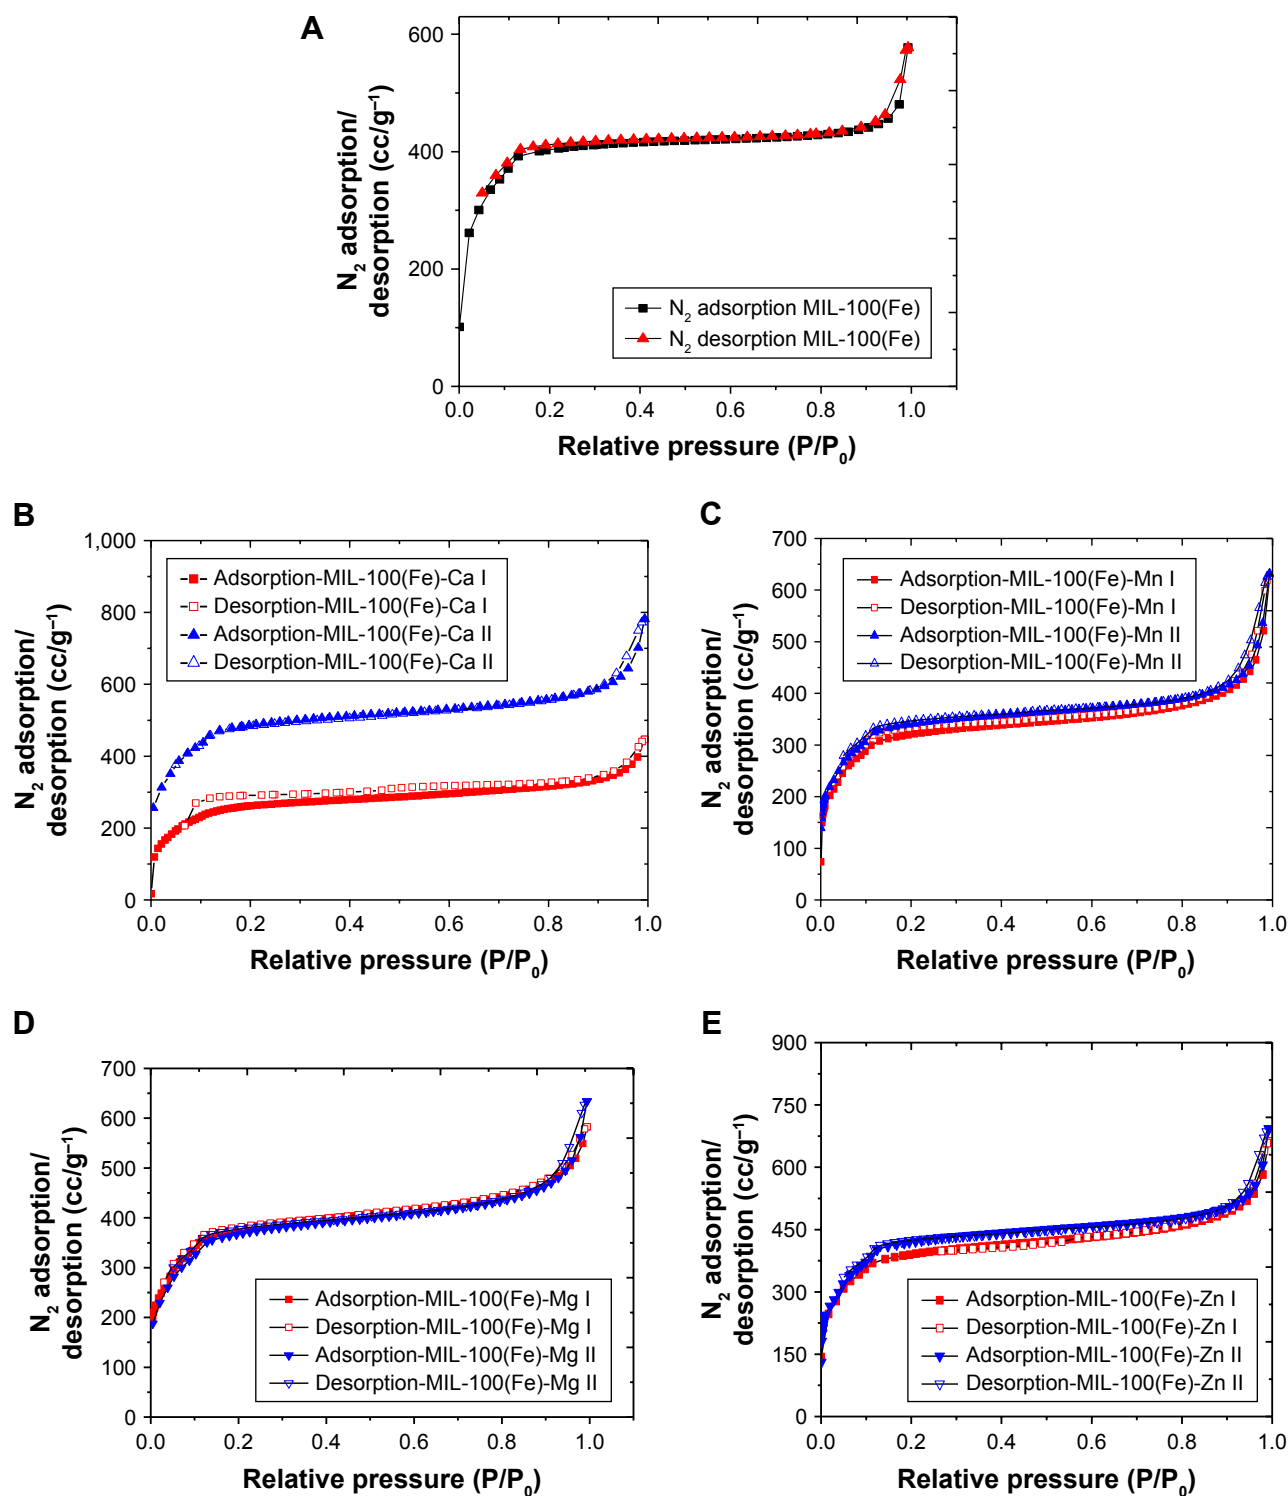 A
N₂ adsorption/
desorption (cc/g⁻¹)
600
400
200
0
N₂ adsorption MIL-100(Fe)
N₂ desorption MIL-100(Fe)
0.0 0.2 0.4 0.6 0.8 1.0
Relative pressure (P/P₀)
B
N₂ adsorption/
desorption (cc/g⁻¹)
1,000
800
600
400
200
0
Adsorption-MIL-100(Fe)-Ca I
Desorption-MIL-100(Fe)-Ca I
Adsorption-MIL-100(Fe)-Ca II
Desorption-MIL-100(Fe)-Ca II
0.0 0.2 0.4 0.6 0.8 1.0
Relative pressure (P/P₀)
C
N₂ adsorption/
desorption (cc/g⁻¹)
700
600
500
400
300
200
100
0
Adsorption-MIL-100(Fe)-Mn I
Desorption-MIL-100(Fe)-Mn I
Adsorption-MIL-100(Fe)-Mn II
Desorption-MIL-100(Fe)-Mn II
0.0 0.2 0.4 0.6 0.8 1.0
Relative pressure (P/P₀)
D
N₂ adsorption/
desorption (cc/g⁻¹)
700
600
500
400
300
200
100
0
Adsorption-MIL-100(Fe)-Mg I
Desorption-MIL-100(Fe)-Mg I
Adsorption-MIL-100(Fe)-Mg II
Desorption-MIL-100(Fe)-Mg II
0.0 0.2 0.4 0.6 0.8 1.0
Relative pressure (P/P₀)
E
N₂ adsorption/
desorption (cc/g⁻¹)
900
750
600
450
300
150
0
Adsorption-MIL-100(Fe)-Zn I
Desorption-MIL-100(Fe)-Zn I
Adsorption-MIL-100(Fe)-Zn II
Desorption-MIL-100(Fe)-Zn II
0.0 0.2 0.4 0.6 0.8 1.0
Relative pressure (P/P₀)